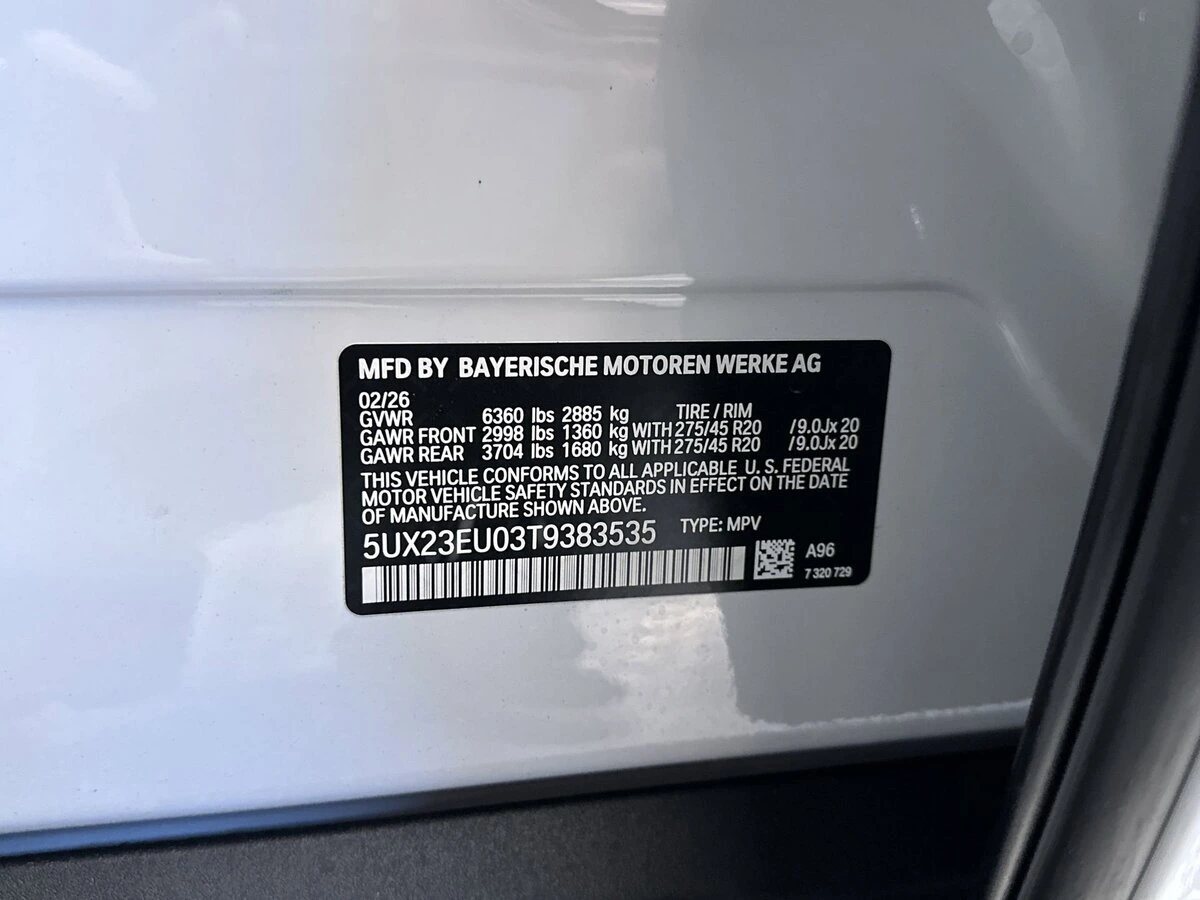 MFD BY BAYERISCHE MOTOREN WERKE AG
02/26
GVWR 6360 lbs 2885 kg TIRE / RIM
GAWR FRONT 2998 lbs 1360 kg WITH 275/45 R20 /9.0Jx 20
GAWR REAR 3704 lbs 1680 kg WITH 275/45 R20 /9.0Jx 20
THIS VEHICLE CONFORMS TO ALL APPLICABLE U. S. FEDERAL
MOTOR VEHICLE SAFETY STANDARDS IN EFFECT ON THE DATE
OF MANUFACTURE SHOWN ABOVE.
5UX23EU03T9383535 TYPE: MPV
A96
7 320 729